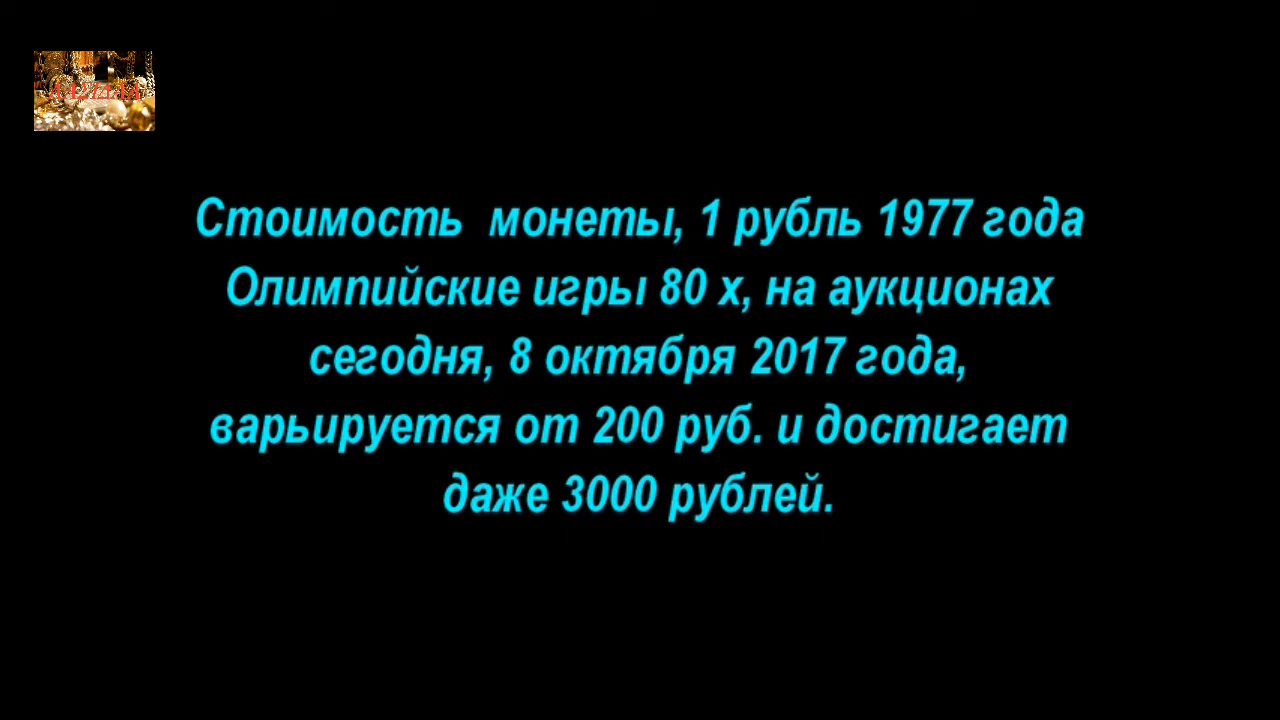 Стоимость монеты, 1 рубль 1977 года
Олимпийские игры 80 х, на аукционах
сегодня, 8 октября 2017 года,
варьируется от 200 руб. и достигает
даже 3000 рублей.